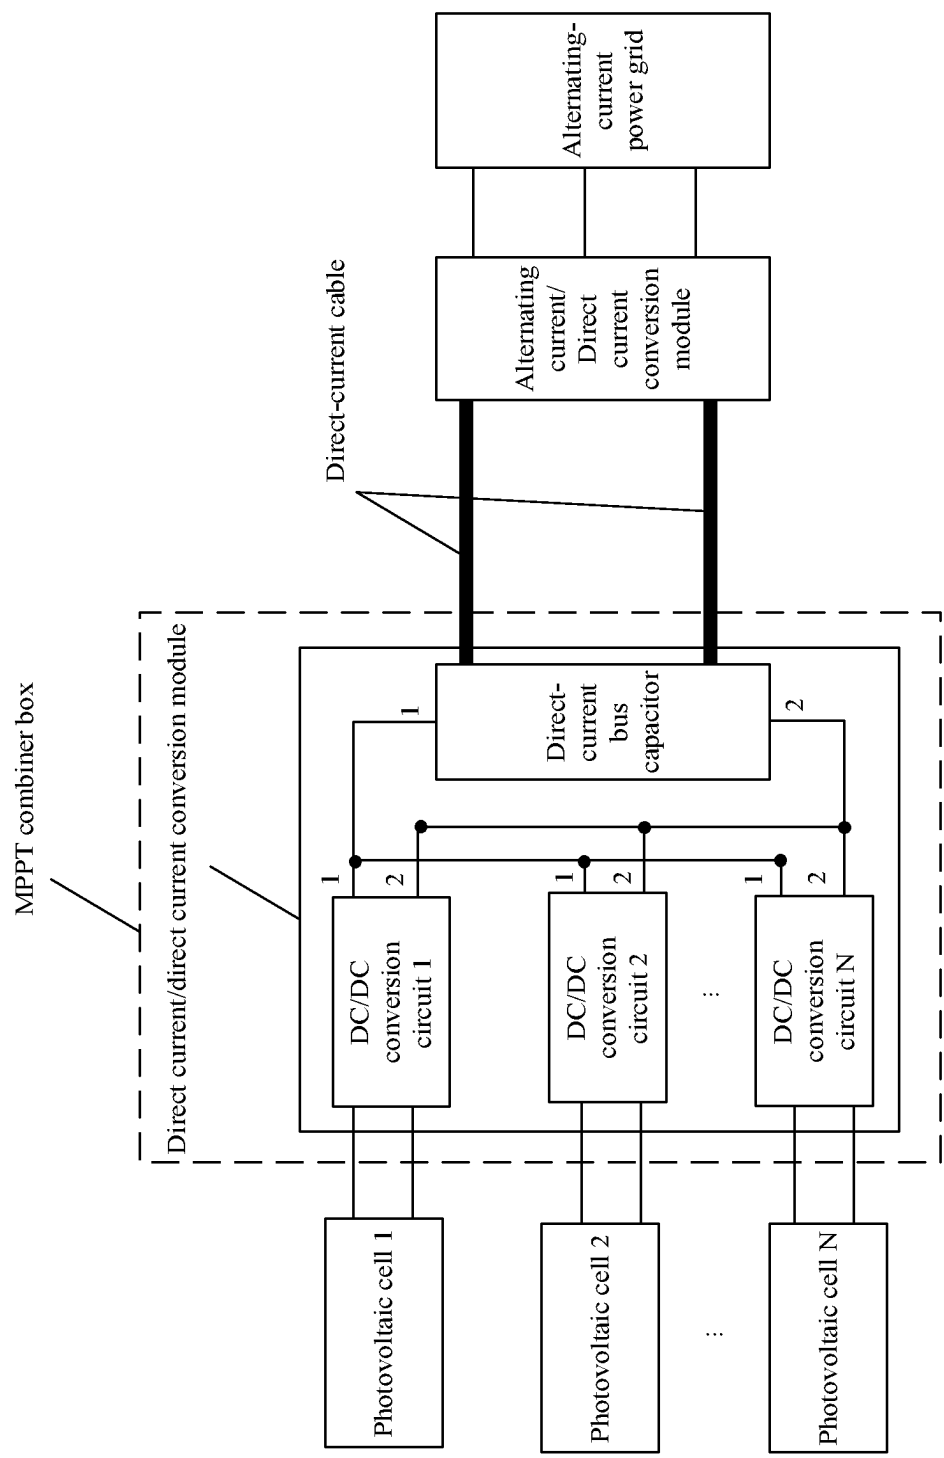 MPPT combiner box
Direct current/direct current conversion module
Photovoltaic cell 1
DC/DC
conversion
circuit 1
1
2
Photovoltaic cell 2
DC/DC
conversion
circuit 2
1
2
...
...
Photovoltaic cell N
DC/DC
conversion
circuit N
1
2
1
Direct-
current
bus
capacitor
2
Direct-current cable
Alternating
current/
Direct
current
conversion
module
Alternating-
current
power grid